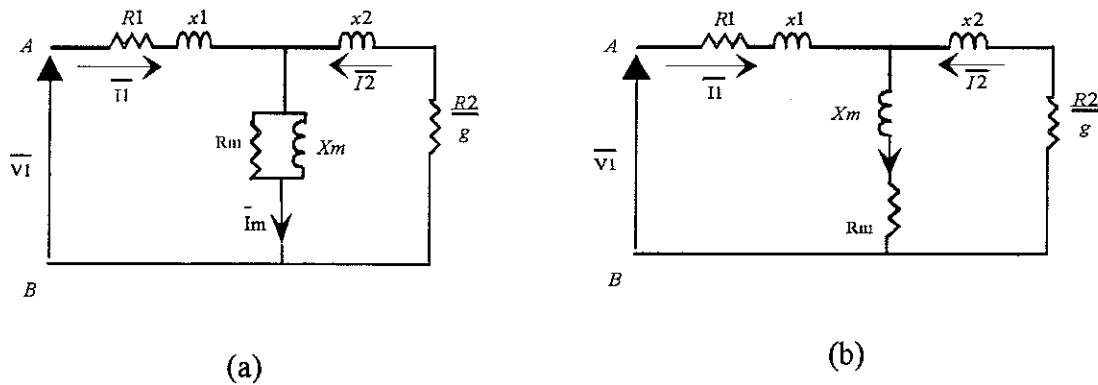 R1 x1 x2
A
I1 I2
Rm Xm
R2
g
V1
Im
B
(a)
R1 x1 x2
A
I1 I2
Xm
R2
g
V1
Rm
B
(b)